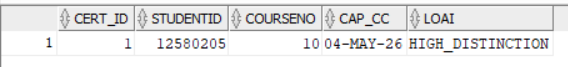 CERT_ID STUDENTID COURSENO CAP_CC LOAI
1 1 12580205 10 04-MAY-26 HIGH_DISTINCTION